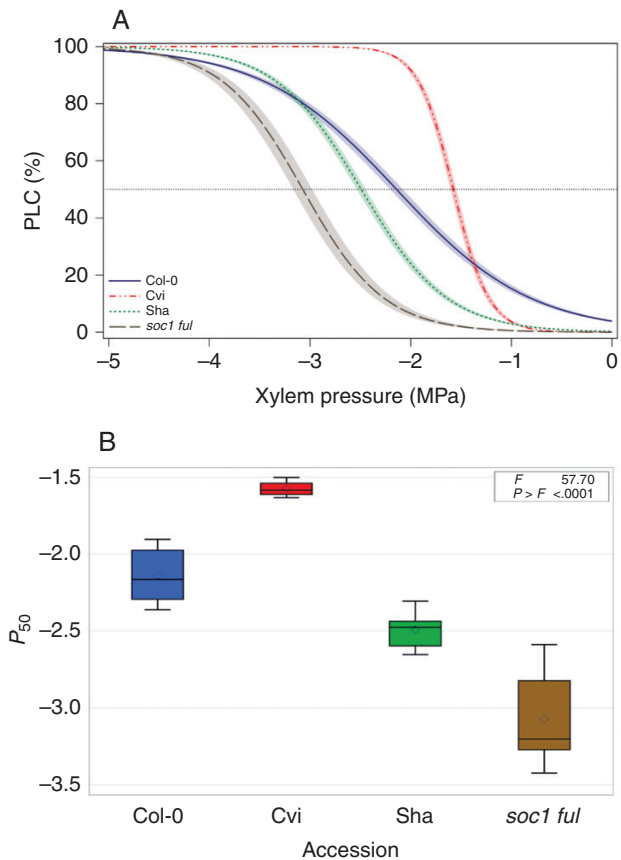 A
100
80
60
40
20
0
PLC (%)
Col-0
Cvi
Sha
soc1 ful
–5
–4
–3
–2
–1
0
Xylem pressure (MPa)
B
F 57.70
P > F <.0001
–1.5
–2.0
–2.5
–3.0
–3.5
P50
Col-0
Cvi
Sha
soc1 ful
Accession